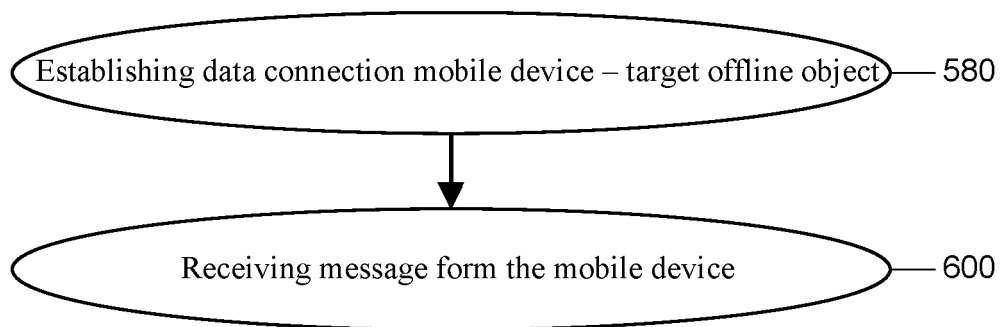 Establishing data connection mobile device – target offline object 580
Receiving message form the mobile device 600